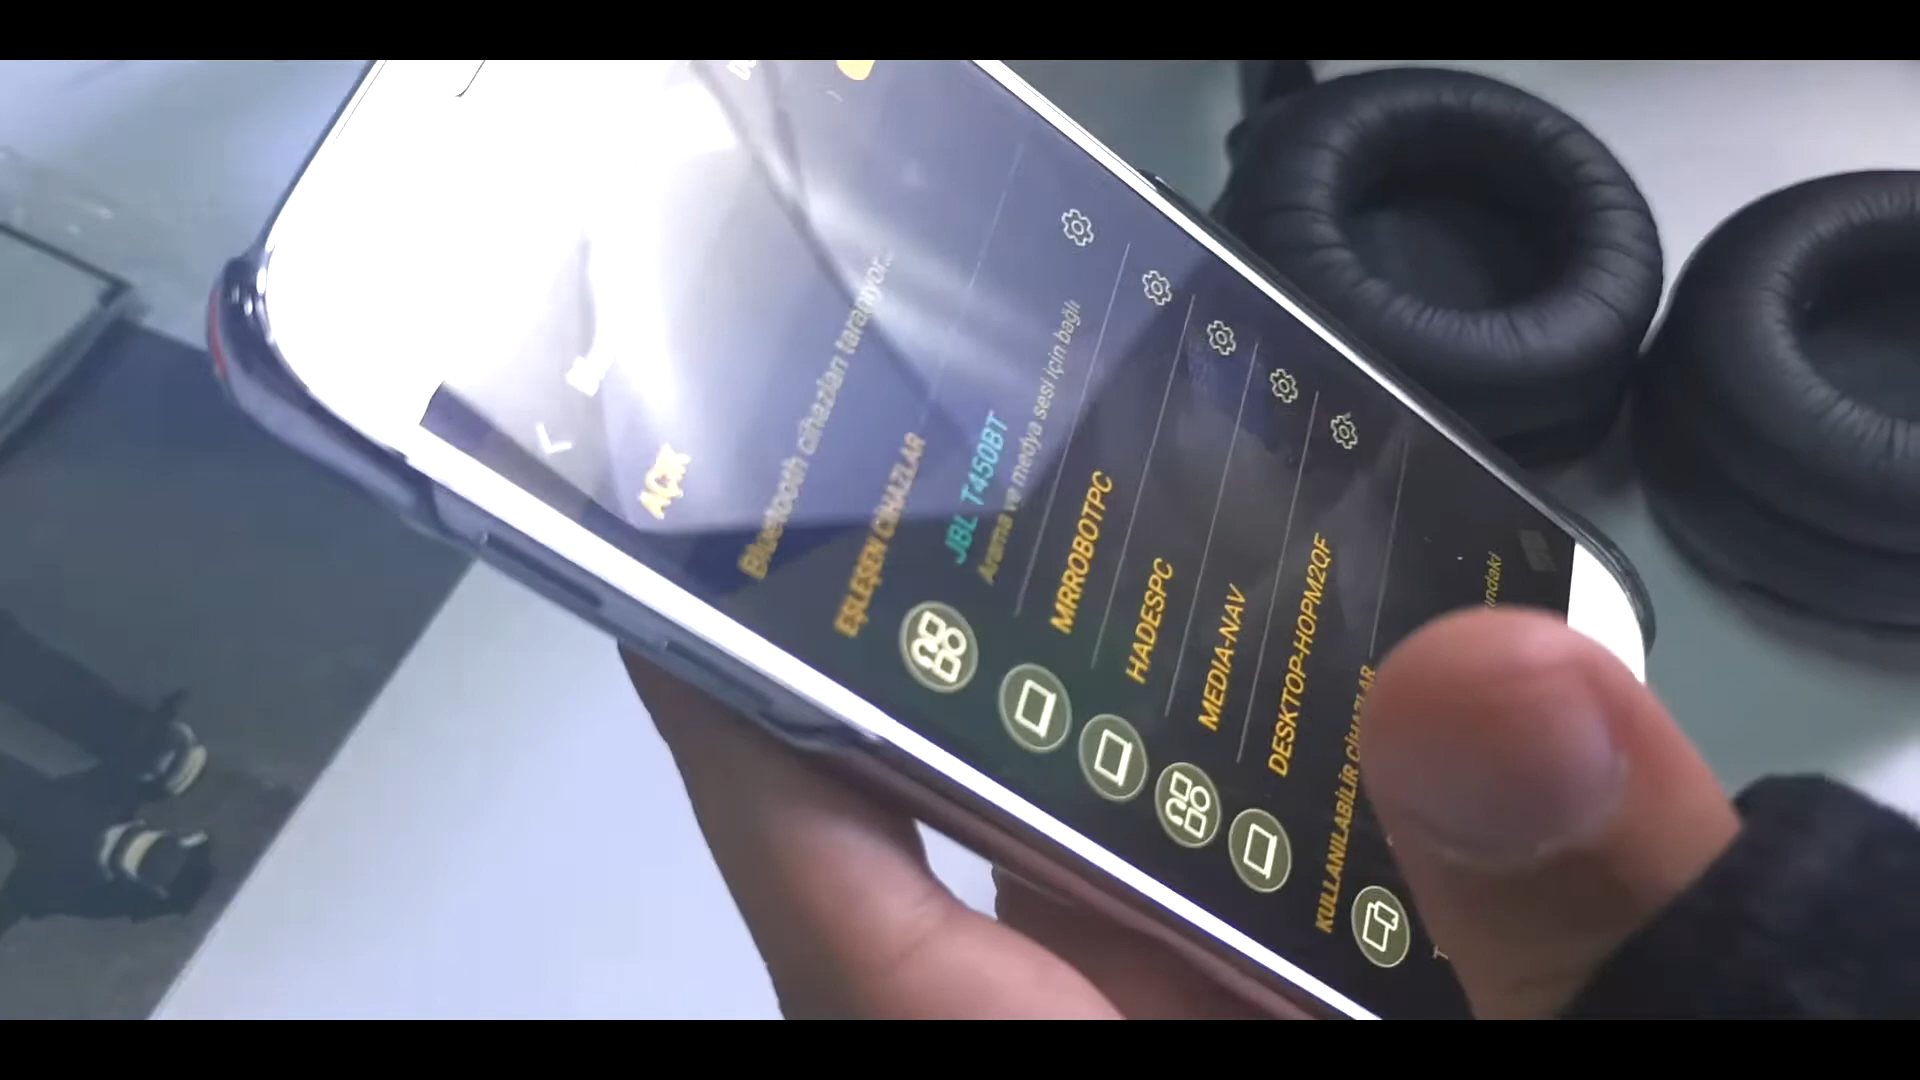 AÇIK
Bluetooth cihazları taranıyor...
EŞLEŞEN CİHAZLAR
JBL T450BT
Arama ve medya sesi için bağlı
MRROBOTPC
HADESPC
MEDIA-NAV
DESKTOP-HOPM2QF
KULLANILABİLİR CİHAZLAR